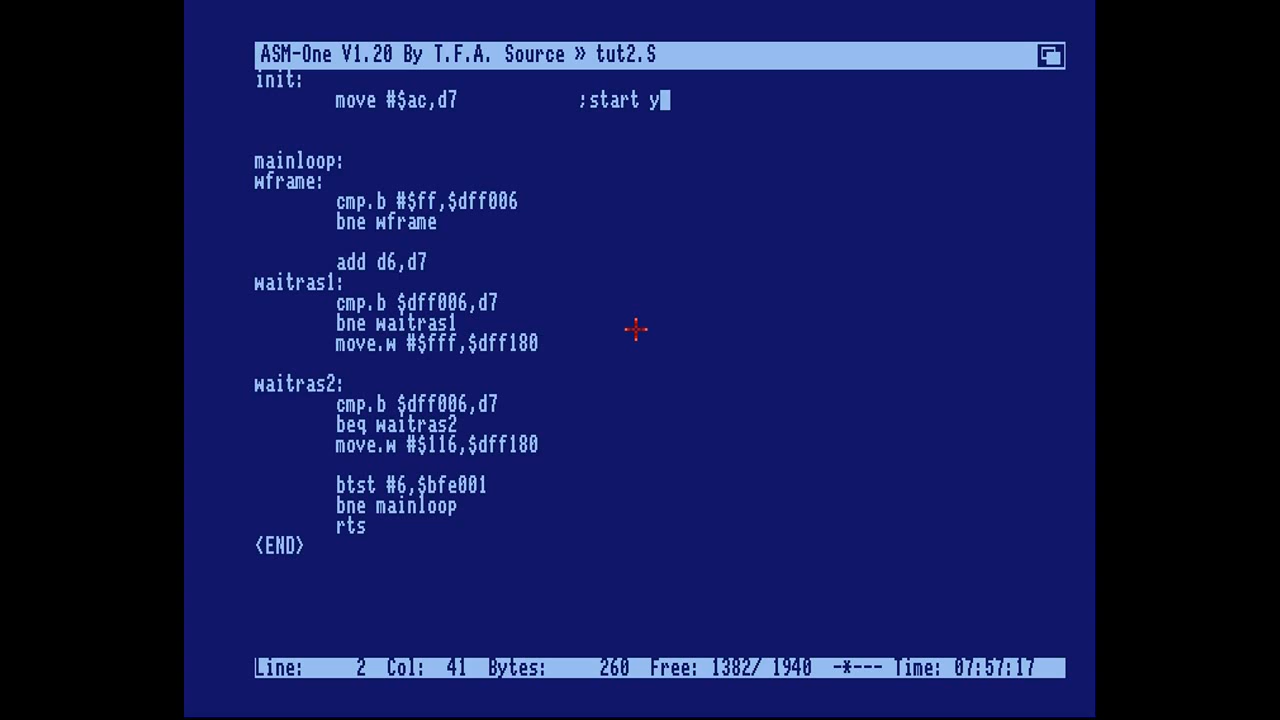 ASM-One V1.20 By T.F.A. Source » tut2.S
init:
move #$ac,d7 ;start y
mainloop:
wframe:
cmp.b #$ff,$dff006
bne wframe
add d6,d7
waitras1:
cmp.b $dff006,d7
bne waitras1
move.w #$fff,$dff180
waitras2:
cmp.b $dff006,d7
beq waitras2
move.w #$116,$dff180
btst #6,$bfe001
bne mainloop
rts
<END>
Line: 2 Col: 41 Bytes: 260 Free: 1382/ 1940 -*--- Time: 07:57:17